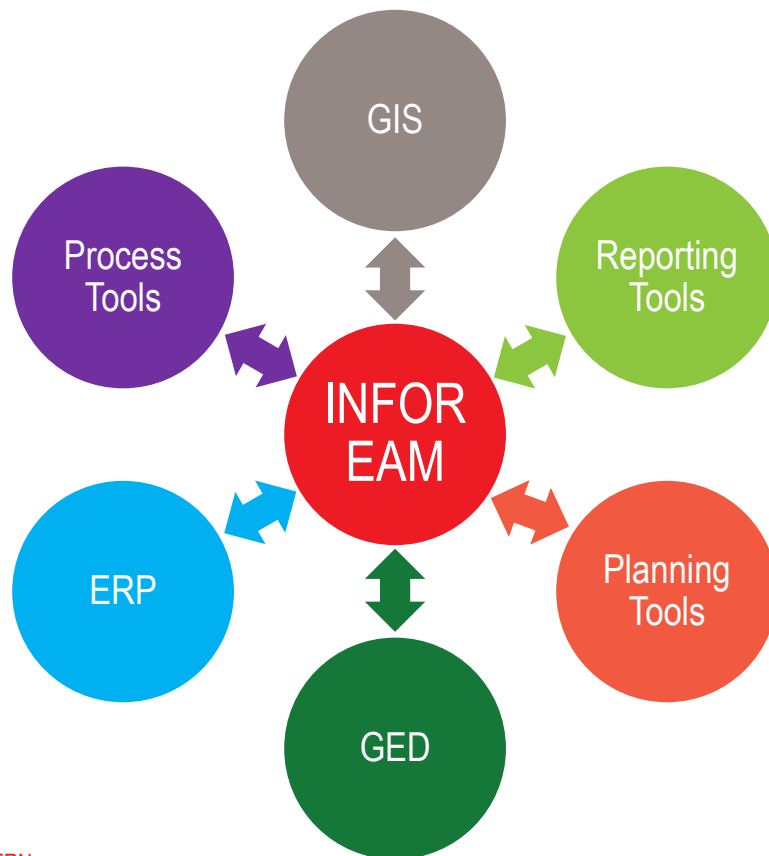 GIS
Process
Tools
Reporting
Tools
INFOR
EAM
ERP
Planning
Tools
GED